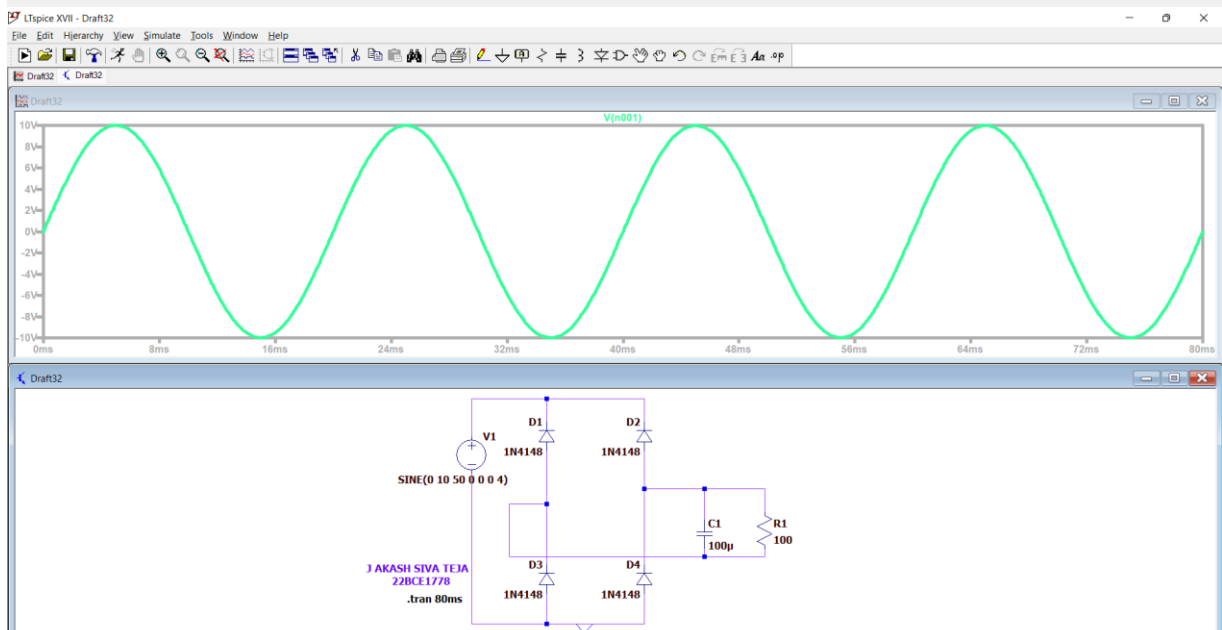 LTspice XVII - Draft32
File Edit Hierarchy View Simulate Tools Window Help
Aa .op
Draft32 Draft32
Draft32
V(n001)
10V
8V
6V
4V
2V
0V
-2V
-4V
-6V
-8V
-10V
0ms 8ms 16ms 24ms 32ms 40ms 48ms 56ms 64ms 72ms 80ms
Draft32
V1
SINE(0 10 50 0 0 0 4)
D1
1N4148
D2
1N4148
C1
100µ
R1
100
J AKASH SIVA TEJA
22BCE1778
.tran 80ms
D3
1N4148
D4
1N4148